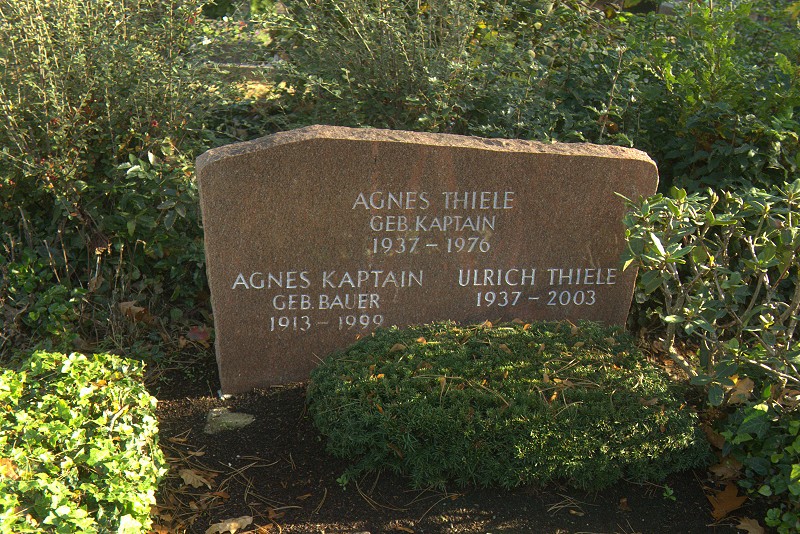 AGNES THIELE
GEB. KAPTAIN
1937 – 1976
AGNES KAPTAIN
GEB. BAUER
1913 – 1999
ULRICH THIELE
1937 – 2003